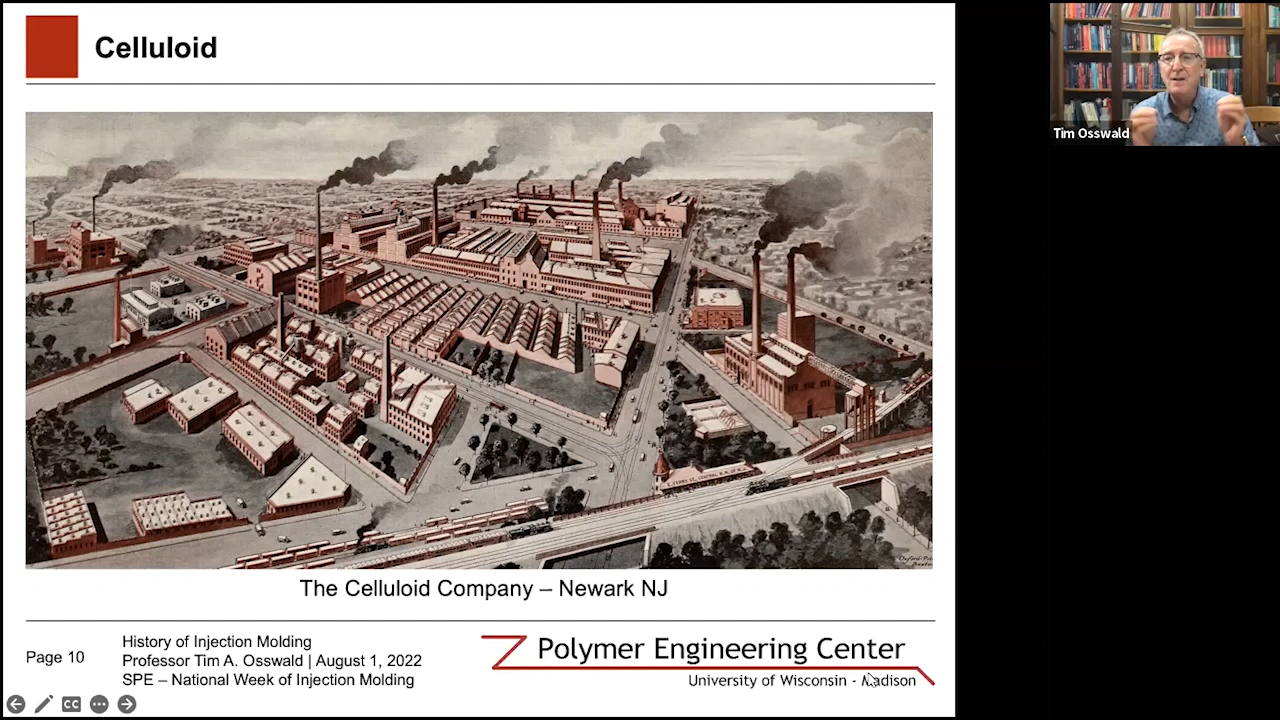 Celluloid
Tim Osswald
The Celluloid Company – Newark NJ
Page 10
History of Injection Molding
Professor Tim A. Osswald | August 1, 2022
SPE – National Week of Injection Molding
Polymer Engineering Center
University of Wisconsin - Madison
CC